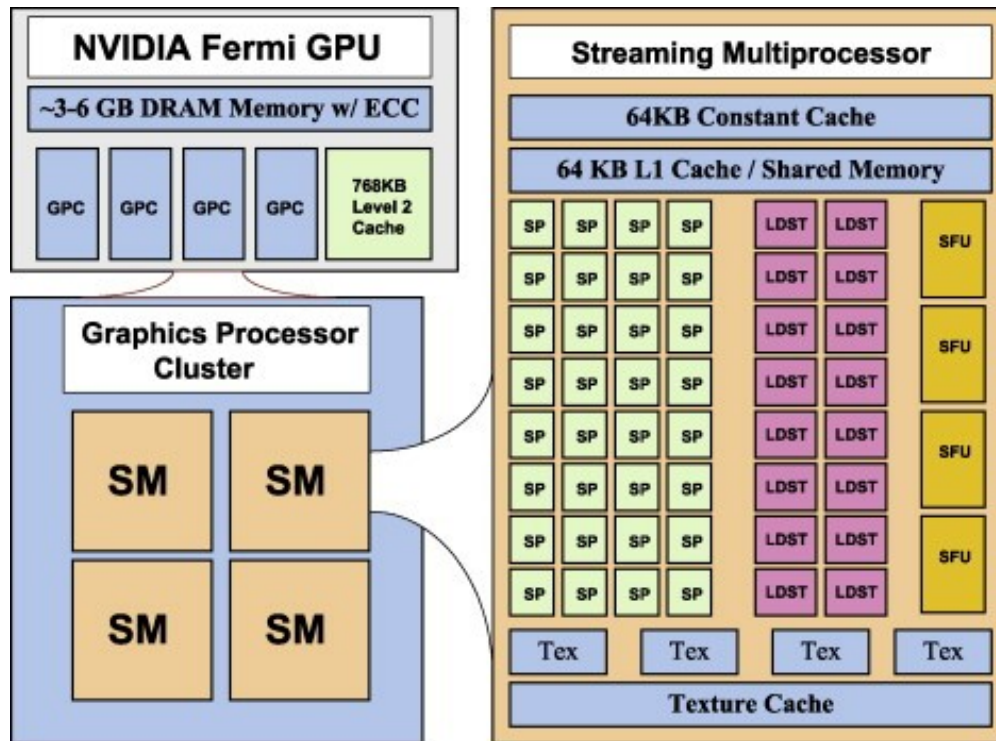 NVIDIA Fermi GPU
~3-6 GB DRAM Memory w/ ECC
GPC GPC GPC GPC
768KB
Level 2
Cache
Graphics Processor
Cluster
SM SM
SM SM
Streaming Multiprocessor
64KB Constant Cache
64 KB L1 Cache / Shared Memory
SP SP SP SP LDST LDST
SFU
SP SP SP SP LDST LDST
SP SP SP SP LDST LDST
SFU
SP SP SP SP LDST LDST
SP SP SP SP LDST LDST
SFU
SP SP SP SP LDST LDST
SP SP SP SP LDST LDST
SFU
SP SP SP SP LDST LDST
Tex Tex Tex Tex
Texture Cache